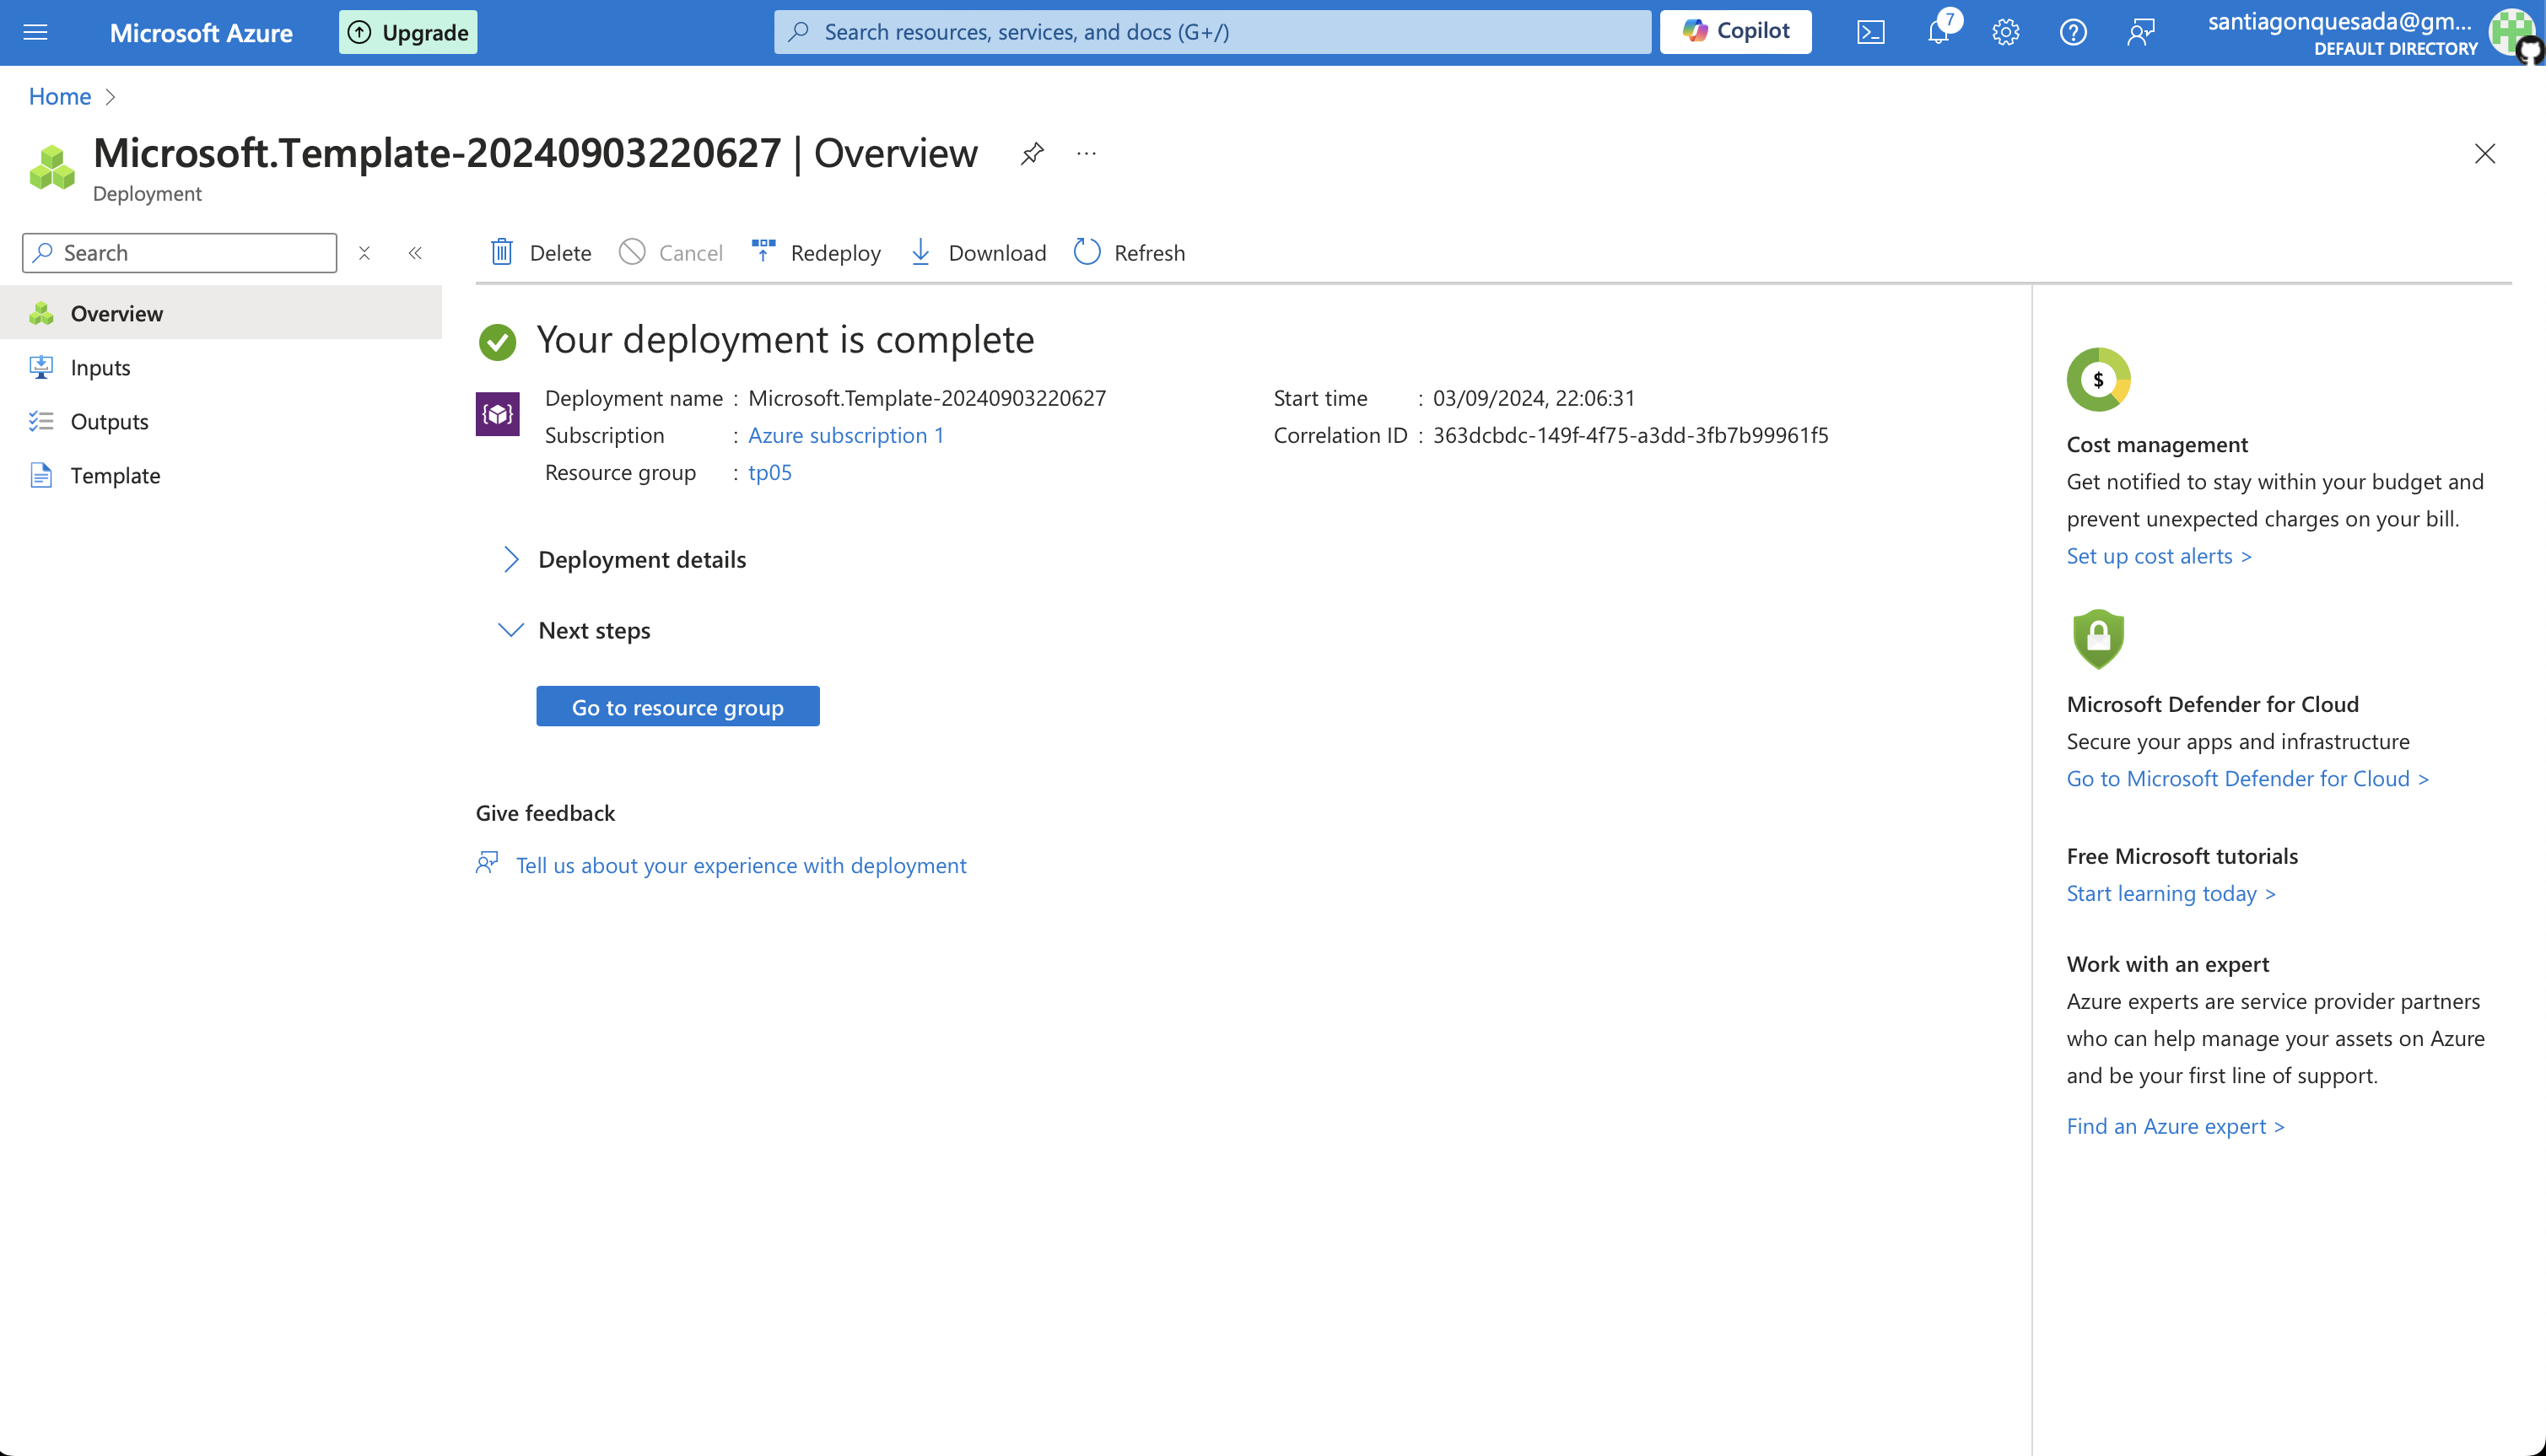 Microsoft Azure
Upgrade
Search resources, services, and docs (G+/)
Copilot
7
santiagonquesada@gm...
DEFAULT DIRECTORY
Home
Microsoft.Template-20240903220627 | Overview
Deployment
Search
Delete
Cancel
Redeploy
Download
Refresh
Overview
Inputs
Outputs
Template
Your deployment is complete
Deployment name : Microsoft.Template-20240903220627
Subscription : Azure subscription 1
Resource group : tp05
Start time : 03/09/2024, 22:06:31
Correlation ID : 363dcbdc-149f-4f75-a3dd-3fb7b99961f5
Deployment details
Next steps
Go to resource group
Give feedback
Tell us about your experience with deployment
$
Cost management
Get notified to stay within your budget and
prevent unexpected charges on your bill.
Set up cost alerts >
Microsoft Defender for Cloud
Secure your apps and infrastructure
Go to Microsoft Defender for Cloud >
Free Microsoft tutorials
Start learning today >
Work with an expert
Azure experts are service provider partners
who can help manage your assets on Azure
and be your first line of support.
Find an Azure expert >